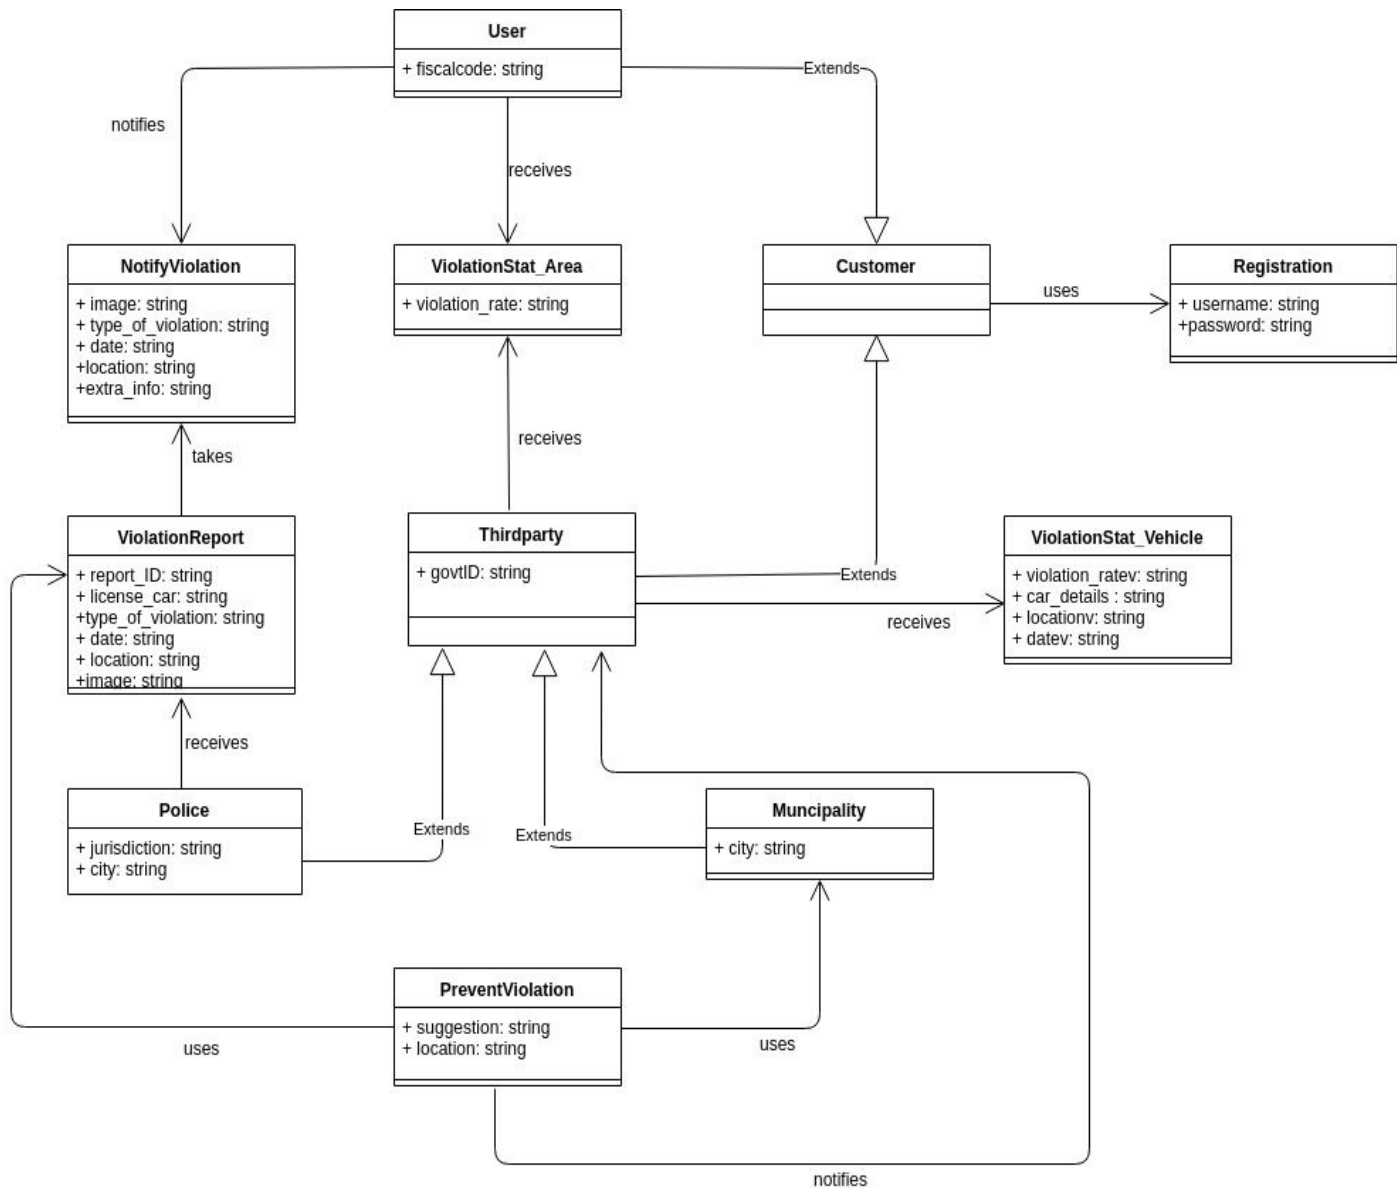 User
+ fiscalcode: string
Extends
notifies
receives
NotifyViolation
+ image: string
+ type_of_violation: string
+ date: string
+location: string
+extra_info: string
ViolationStat_Area
+ violation_rate: string
Customer
uses
Registration
+ username: string
+password: string
takes
receives
ViolationReport
+ report_ID: string
+ license_car: string
+type_of_violation: string
+ date: string
+ location: string
+image: string
Thirdparty
+ govtID: string
Extends
receives
ViolationStat_Vehicle
+ violation_ratev: string
+ car_details : string
+ locationv: string
+ datev: string
receives
Police
+ jurisdiction: string
+ city: string
Extends
Extends
Muncipality
+ city: string
PreventViolation
+ suggestion: string
+ location: string
uses
uses
notifies